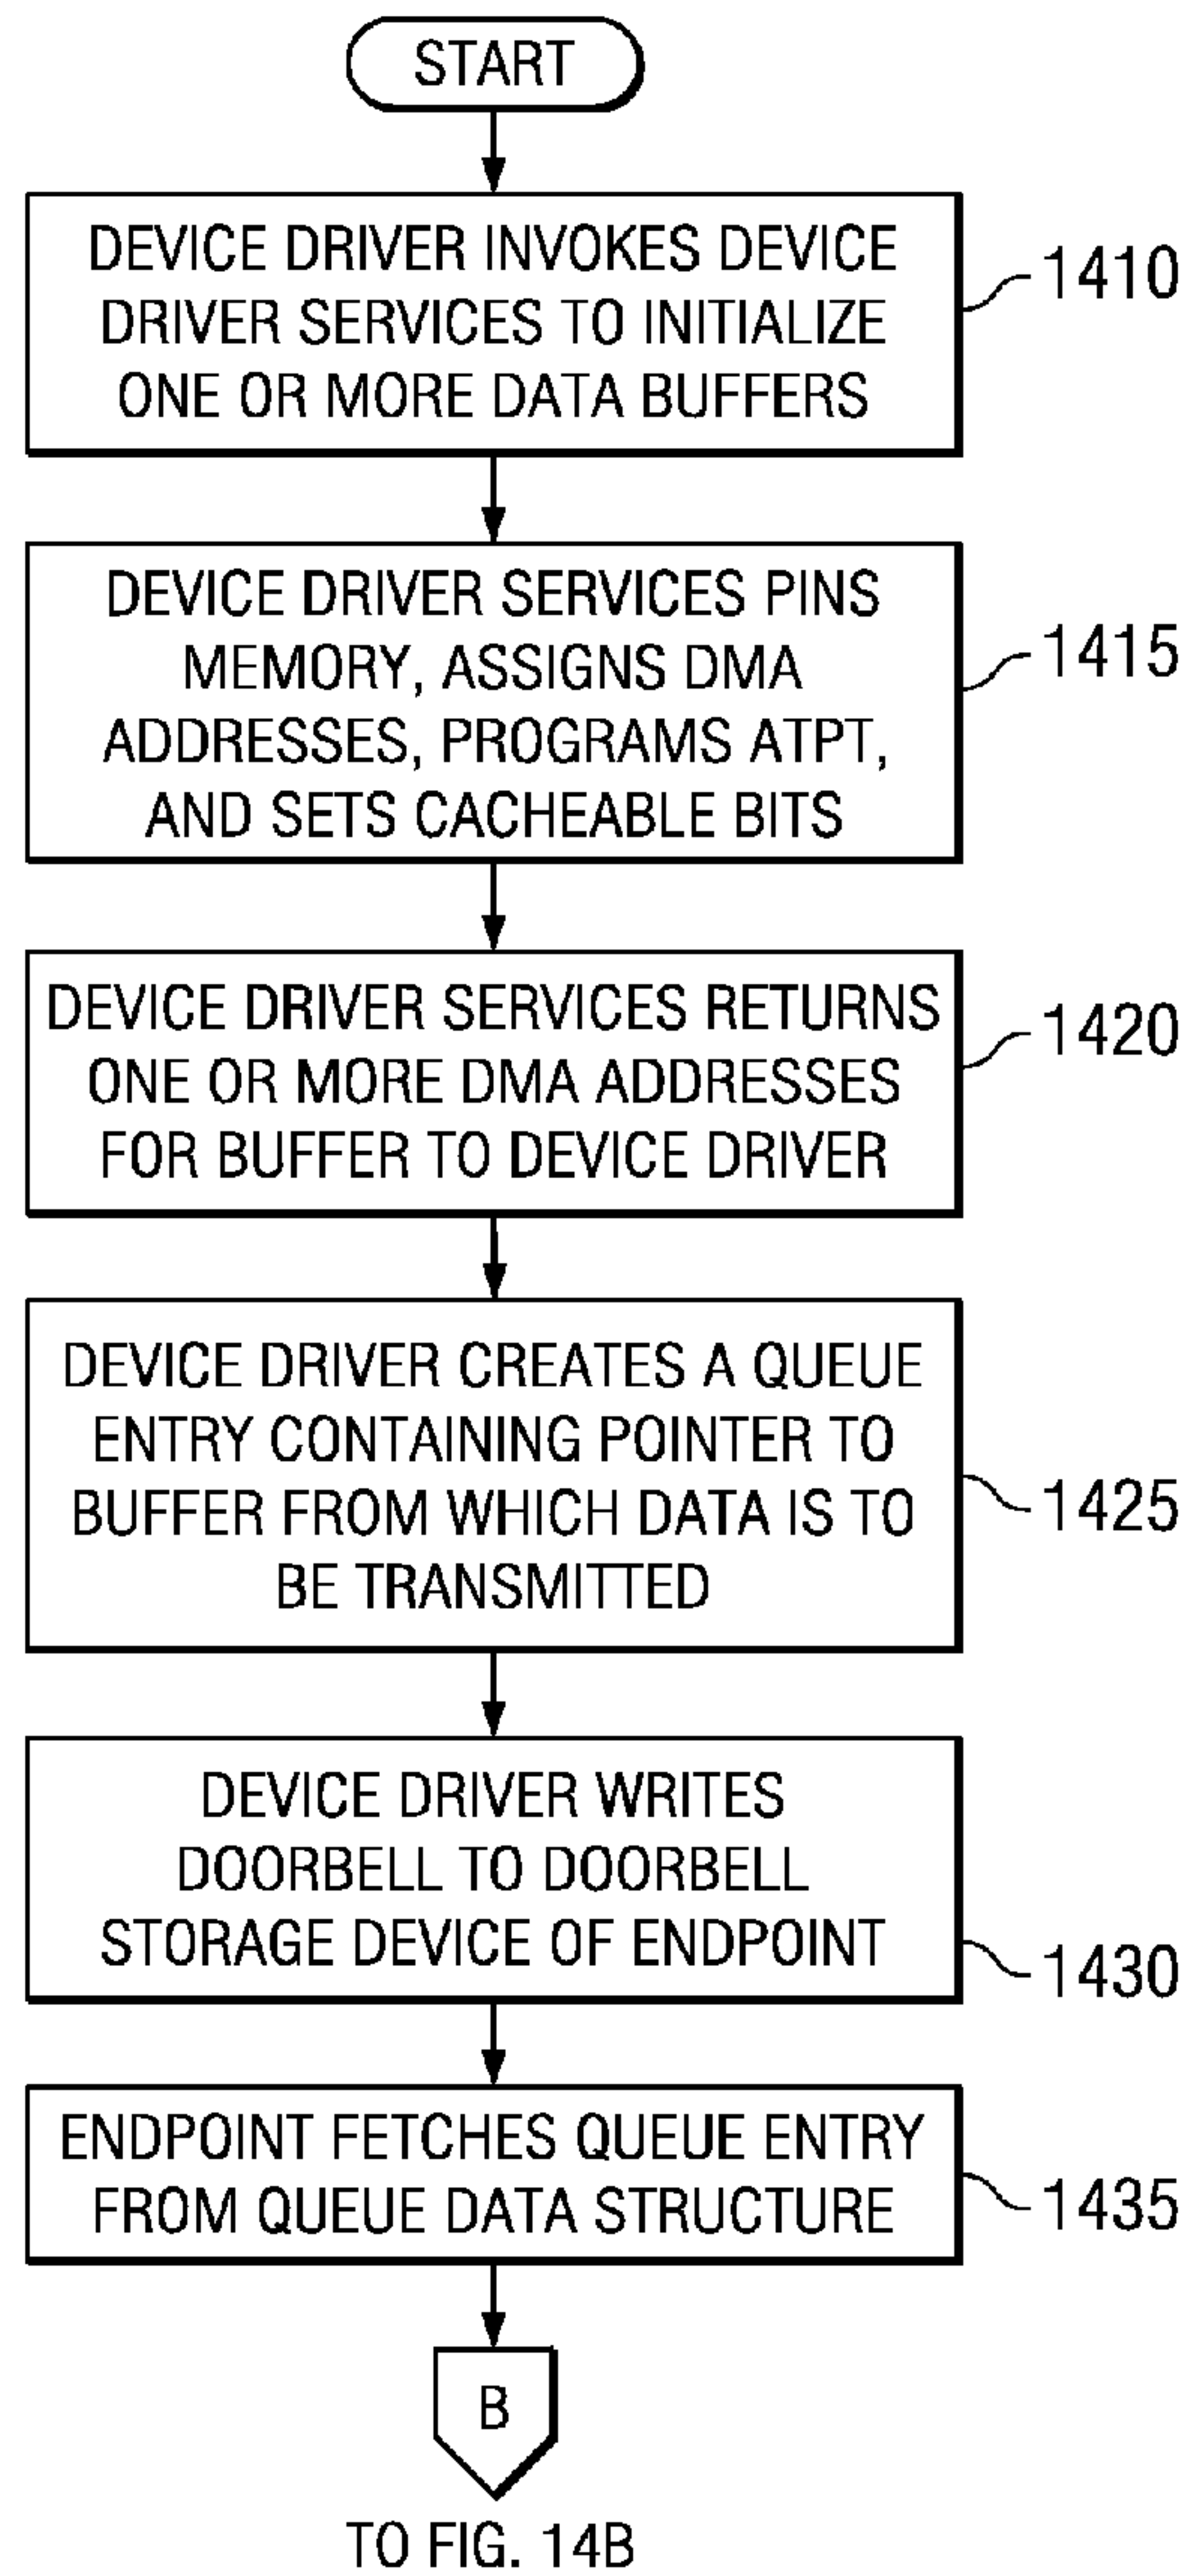 START
DEVICE DRIVER INVOKES DEVICE
DRIVER SERVICES TO INITIALIZE
ONE OR MORE DATA BUFFERS
1410
DEVICE DRIVER SERVICES PINS
MEMORY, ASSIGNS DMA
ADDRESSES, PROGRAMS ATPT,
AND SETS CACHEABLE BITS
1415
DEVICE DRIVER SERVICES RETURNS
ONE OR MORE DMA ADDRESSES
FOR BUFFER TO DEVICE DRIVER
1420
DEVICE DRIVER CREATES A QUEUE
ENTRY CONTAINING POINTER TO
BUFFER FROM WHICH DATA IS TO
BE TRANSMITTED
1425
DEVICE DRIVER WRITES
DOORBELL TO DOORBELL
STORAGE DEVICE OF ENDPOINT
1430
ENDPOINT FETCHES QUEUE ENTRY
FROM QUEUE DATA STRUCTURE
1435
B
TO FIG. 14B